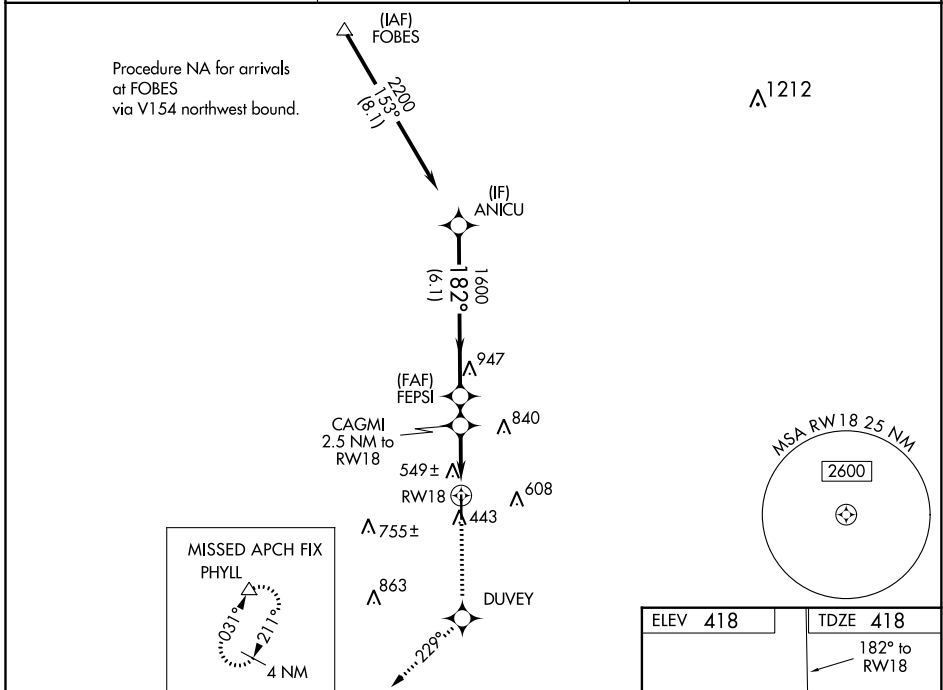 (IAF)
FOBES
Procedure NA for arrivals
at FOBES
via V154 northwest bound.
2200
153°
(8.1)
1212
(IF)
ANICU
1600
182°
(6.1)
947
(FAF)
FEPSI
CAGMI
2.5 NM to
RW18
840
549±
RW18
608
443
755±
MSA RW18 25 NM
2600
MISSED APCH FIX
PHYLL
031°
211°
4 NM
863
DUVEY
229°
ELEV 418
TDZE 418
182° to
RW18